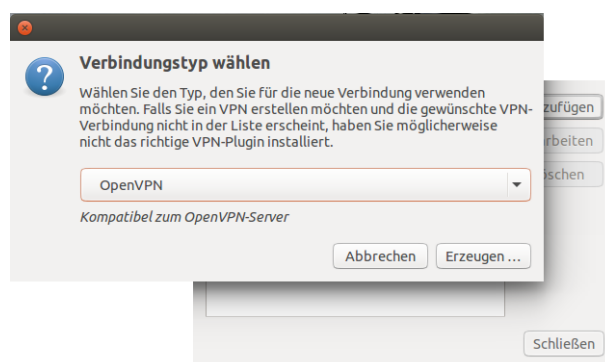 Verbindungstyp wählen
Wählen Sie den Typ, den Sie für die neue Verbindung verwenden
möchten. Falls Sie ein VPN erstellen möchten und die gewünschte VPN-
Verbindung nicht in der Liste erscheint, haben Sie möglicherweise
nicht das richtige VPN-Plugin installiert.
OpenVPN
Kompatibel zum OpenVPN-Server
Abbrechen
Erzeugen ...
zufügen
rbeiten
schen
Schließen